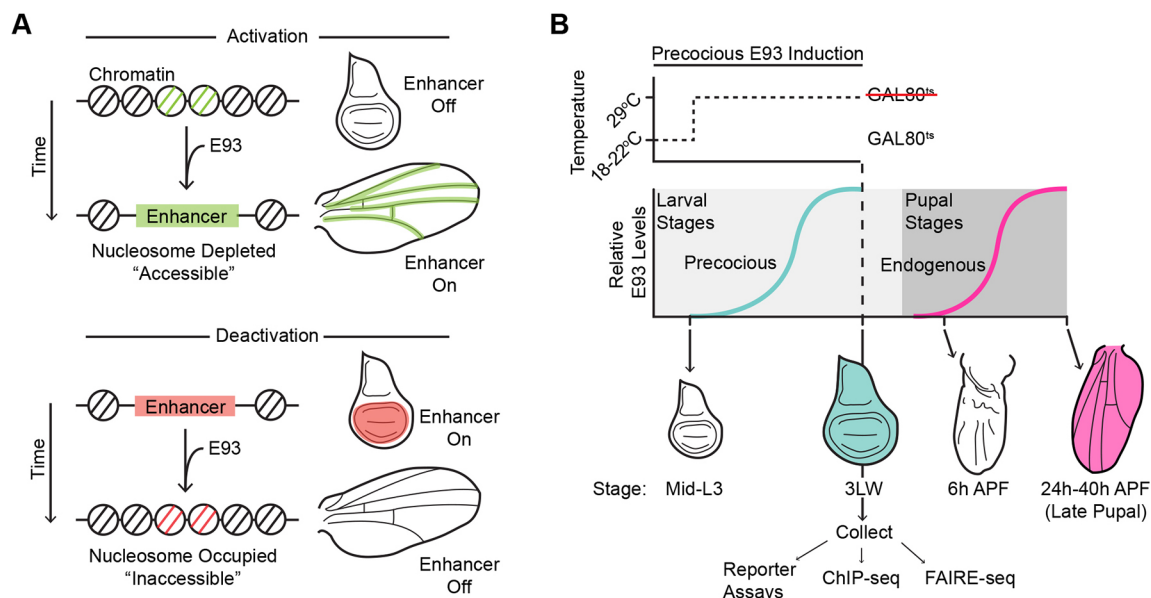 A
Activation
Chromatin
Enhancer
Off
E93
Time
Enhancer
Nucleosome Depleted
“Accessible”
Enhancer
On
Deactivation
Enhancer
Enhancer
On
E93
Time
Nucleosome Occupied
“Inaccessible”
Enhancer
Off
B
Precocious E93 Induction
Temperature
29ºC
18-22ºC
GAL80ts
GAL80ts
Relative
E93 Levels
Larval
Stages
Precocious
Pupal
Stages
Endogenous
Stage:
Mid-L3
3LW
6h APF
24h-40h APF
(Late Pupal)
Collect
Reporter
Assays
ChIP-seq
FAIRE-seq